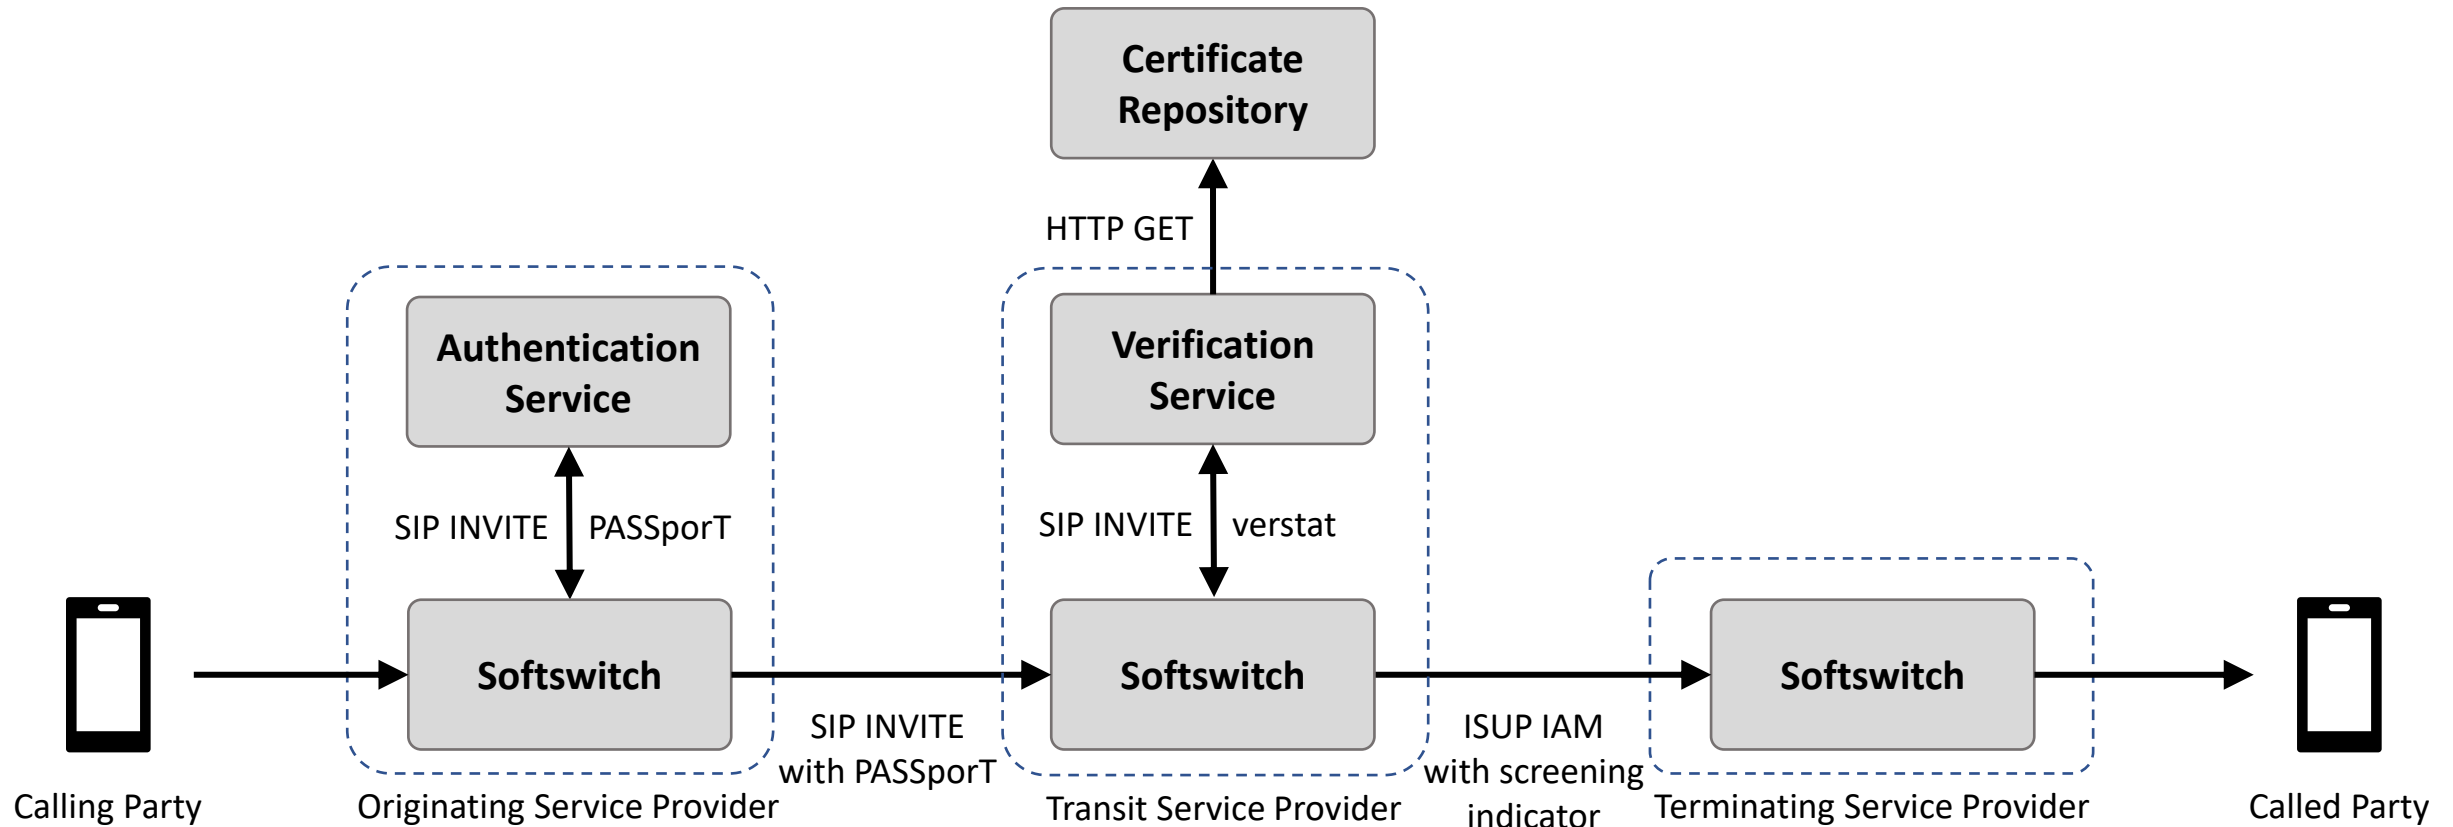 Certificate
Repository
HTTP GET
Authentication
Service
Verification
Service
SIP INVITE
PASSporT
SIP INVITE
verstat
Softswitch
Softswitch
Softswitch
SIP INVITE
with PASSporT
ISUP IAM
with screening
indicator
Calling Party
Originating Service Provider
Transit Service Provider
Terminating Service Provider
Called Party